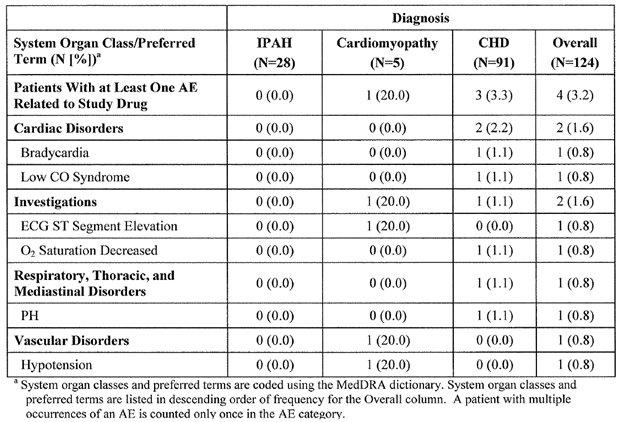 Diagnosis
System Organ Class/Preferred Term (N [%])ᵃ IPAH (N=28) Cardiomyopathy (N=5) CHD (N=91) Overall (N=124)
Patients With at Least One AE Related to Study Drug 0 (0.0) 1 (20.0) 3 (3.3) 4 (3.2)
Cardiac Disorders 0 (0.0) 0 (0.0) 2 (2.2) 2 (1.6)
Bradycardia 0 (0.0) 0 (0.0) 1 (1.1) 1 (0.8)
Low CO Syndrome 0 (0.0) 0 (0.0) 1 (1.1) 1 (0.8)
Investigations 0 (0.0) 1 (20.0) 1 (1.1) 2 (1.6)
ECG ST Segment Elevation 0 (0.0) 1 (20.0) 0 (0.0) 1 (0.8)
O₂ Saturation Decreased 0 (0.0) 0 (0.0) 1 (1.1) 1 (0.8)
Respiratory, Thoracic, and Mediastinal Disorders 0 (0.0) 0 (0.0) 1 (1.1) 1 (0.8)
PH 0 (0.0) 0 (0.0) 1 (1.1) 1 (0.8)
Vascular Disorders 0 (0.0) 1 (20.0) 0 (0.0) 1 (0.8)
Hypotension 0 (0.0) 1 (20.0) 0 (0.0) 1 (0.8)
ᵃ System organ classes and preferred terms are coded using the MedDRA dictionary. System organ classes and
preferred terms are listed in descending order of frequency for the Overall column. A patient with multiple
occurrences of an AE is counted only once in the AE category.